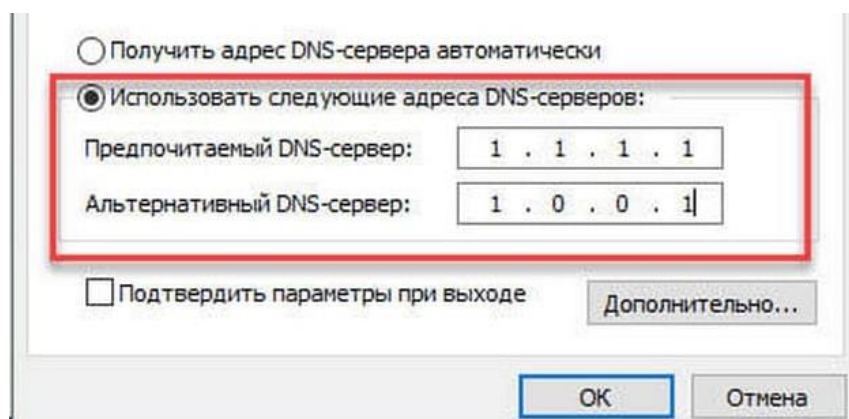 Получить адрес DNS-сервера автоматически
Использовать следующие адреса DNS-серверов:
Предпочитаемый DNS-сервер: 1 . 1 . 1 . 1
Альтернативный DNS-сервер: 1 . 0 . 0 . 1
Подтвердить параметры при выходе
Дополнительно...
ОК Отмена